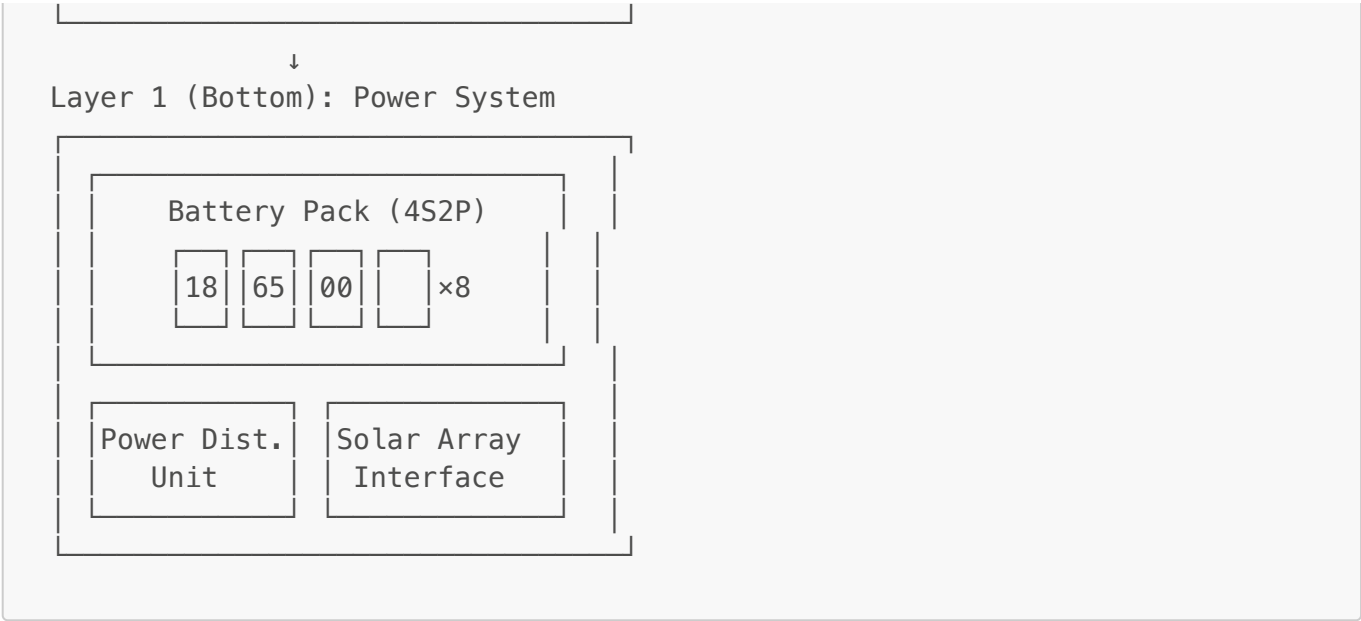 ↓
Layer 1 (Bottom): Power System
Battery Pack (4S2P)
18 65 00 ×8
Power Dist. Solar Array
Unit Interface